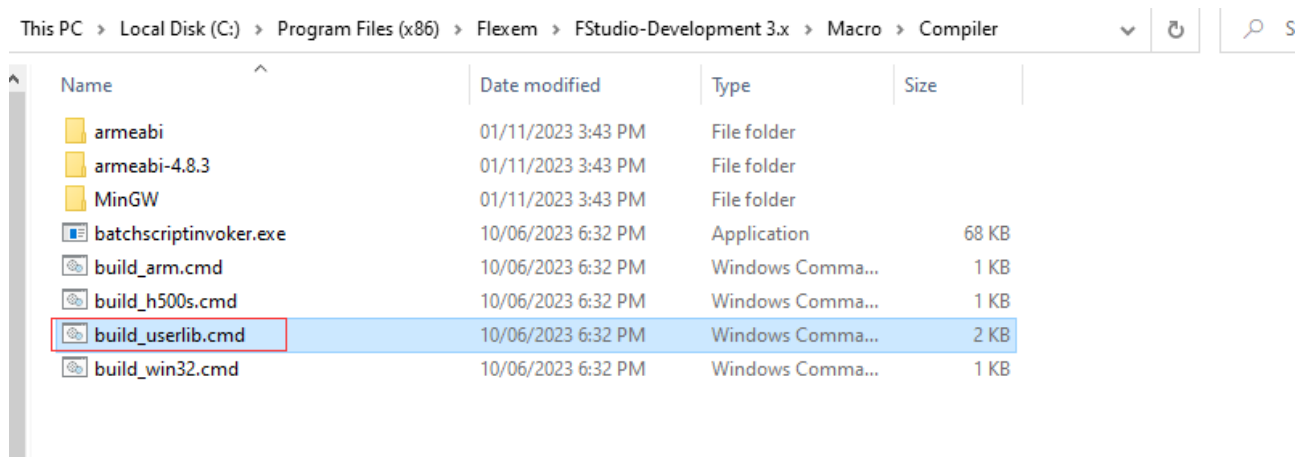 This PC > Local Disk (C:) > Program Files (x86) > Flexem > FStudio-Development 3.x > Macro > Compiler S
Name Date modified Type Size
armeabi 01/11/2023 3:43 PM File folder
armeabi-4.8.3 01/11/2023 3:43 PM File folder
MinGW 01/11/2023 3:43 PM File folder
batchscriptinvoker.exe 10/06/2023 6:32 PM Application 68 KB
build_arm.cmd 10/06/2023 6:32 PM Windows Comma... 1 KB
build_h500s.cmd 10/06/2023 6:32 PM Windows Comma... 1 KB
build_userlib.cmd 10/06/2023 6:32 PM Windows Comma... 2 KB
build_win32.cmd 10/06/2023 6:32 PM Windows Comma... 1 KB